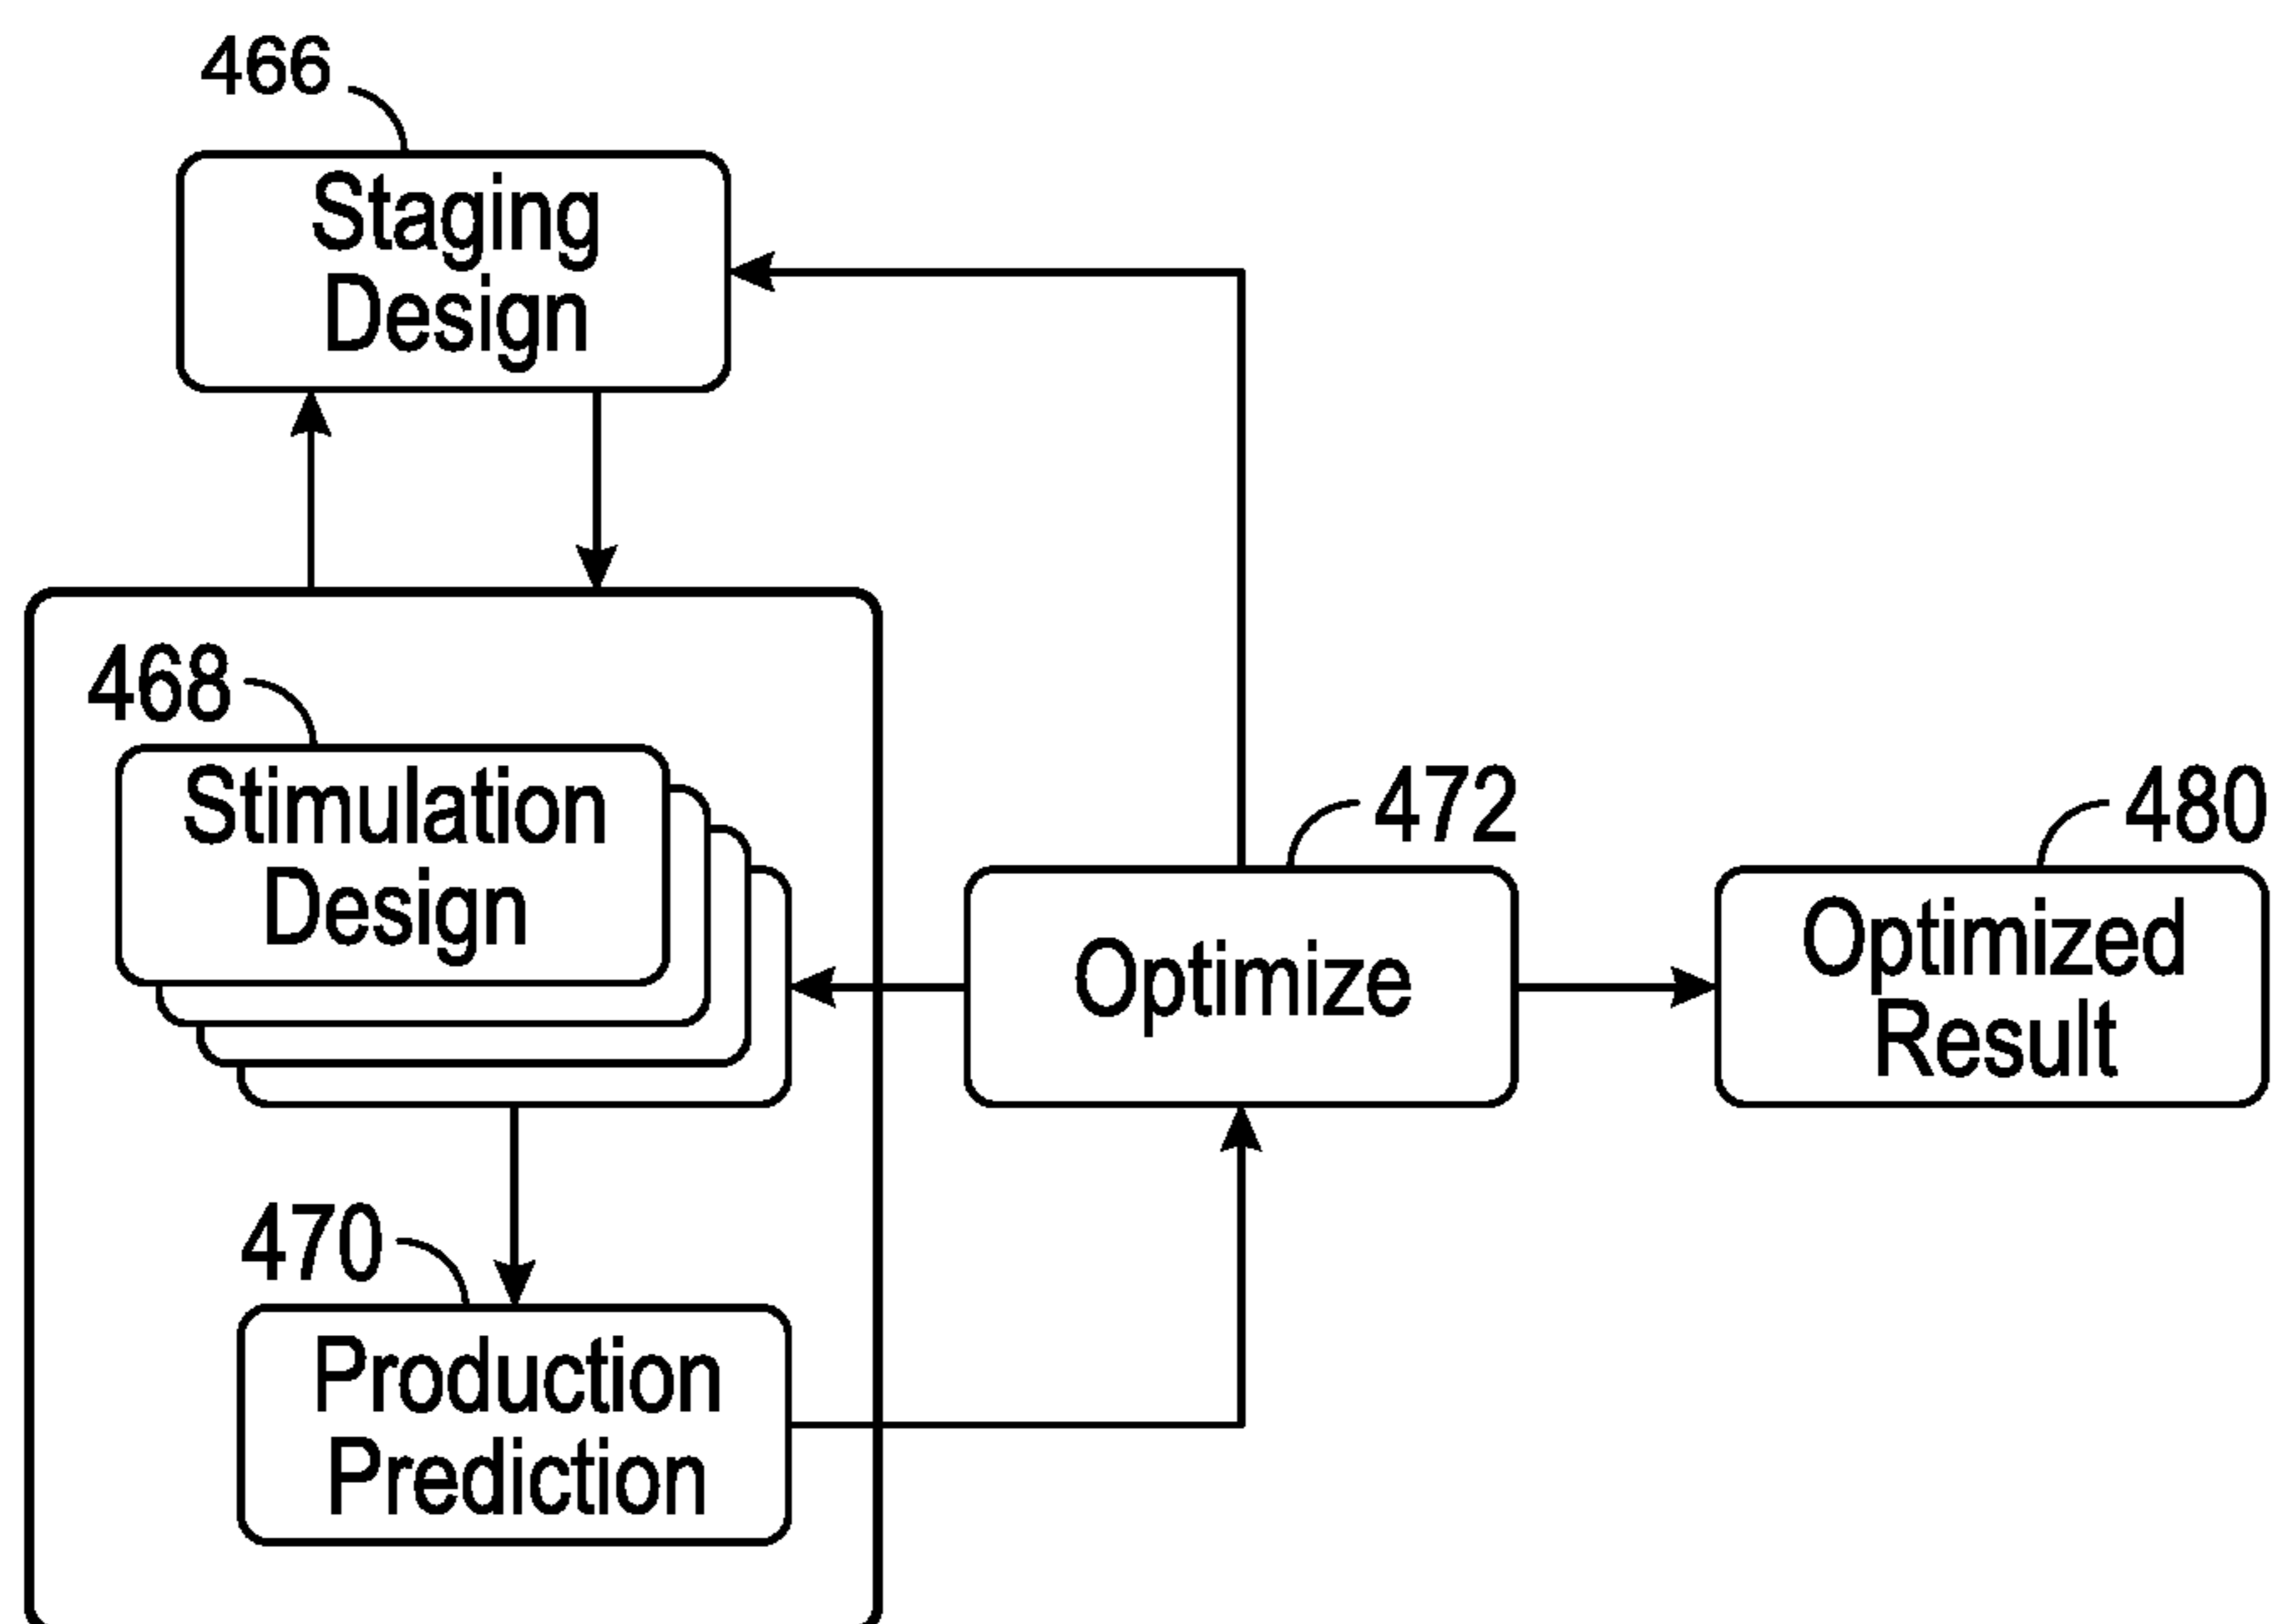 466
Staging
Design
468
Stimulation
Design
472
Optimize
480
Optimized
Result
470
Production
Prediction